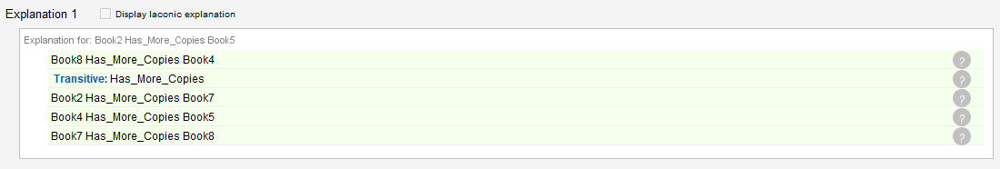 Explanation 1 Display laconic explanation
Explanation for: Book2 Has_More_Copies Book5
Book8 Has_More_Copies Book4 ?
Transitive: Has_More_Copies ?
Book2 Has_More_Copies Book7 ?
Book4 Has_More_Copies Book5 ?
Book7 Has_More_Copies Book8 ?